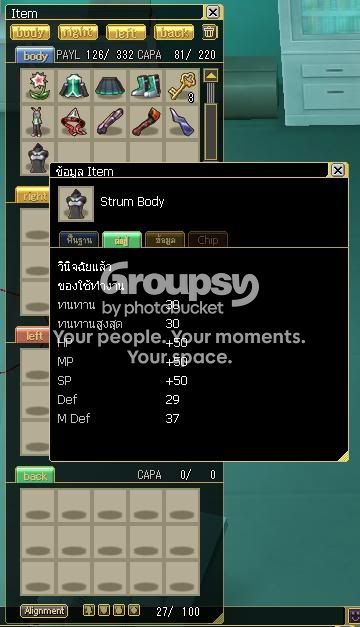 Item
body right left back
body PAYL 126/ 332 CAPA 81/ 220
3
ข้อมูล Item
Strum Body
right
พื้นฐาน ข้อมูล Chip
วินิจฉัยแล้ว
ของใช้ทำงาน
Groupsy
by photobucket
ทนทาน 30
ทนทานสูงสุด 30
left
Your people. Your moments.
Your space.
HP +50
MP +50
SP +50
Def 29
M Def 37
back CAPA 0/ 0
Alignment 27/ 100